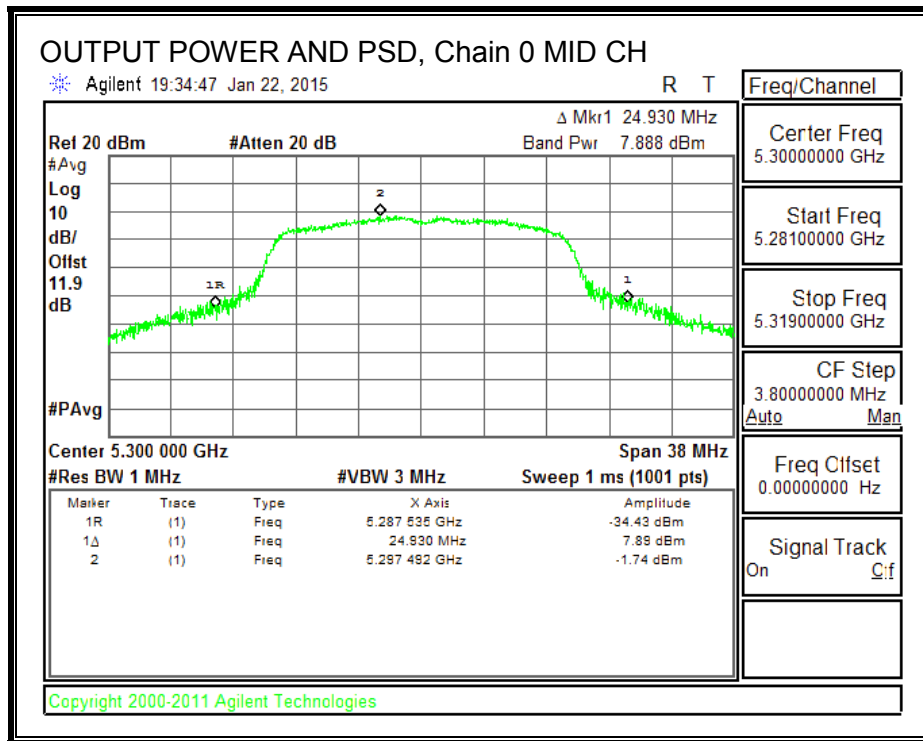 OUTPUT POWER AND PSD, Chain 0 MID CH
Agilent 19:34:47 Jan 22, 2015
R T
Freq/Channel
Δ Mkr1 24.930 MHz
Ref 20 dBm #Atten 20 dB Band Pwr 7.888 dBm
#Avg
Log
10
dB/
Offst
11.9
dB
#PAvg
2
1R
1
Center 5.300 000 GHz Span 38 MHz
#Res BW 1 MHz #VBW 3 MHz Sweep 1 ms (1001 pts)
Marker Trace Type X Axis Amplitude
1R (1) Freq 5.287 535 GHz -34.43 dBm
1Δ (1) Freq 24.930 MHz 7.89 dBm
2 (1) Freq 5.297 492 GHz -1.74 dBm
Center Freq
5.30000000 GHz
Start Freq
5.28100000 GHz
Stop Freq
5.31900000 GHz
CF Step
3.80000000 MHz
Auto Man
Freq Offset
0.00000000 Hz
Signal Track
On Off
Copyright 2000-2011 Agilent Technologies